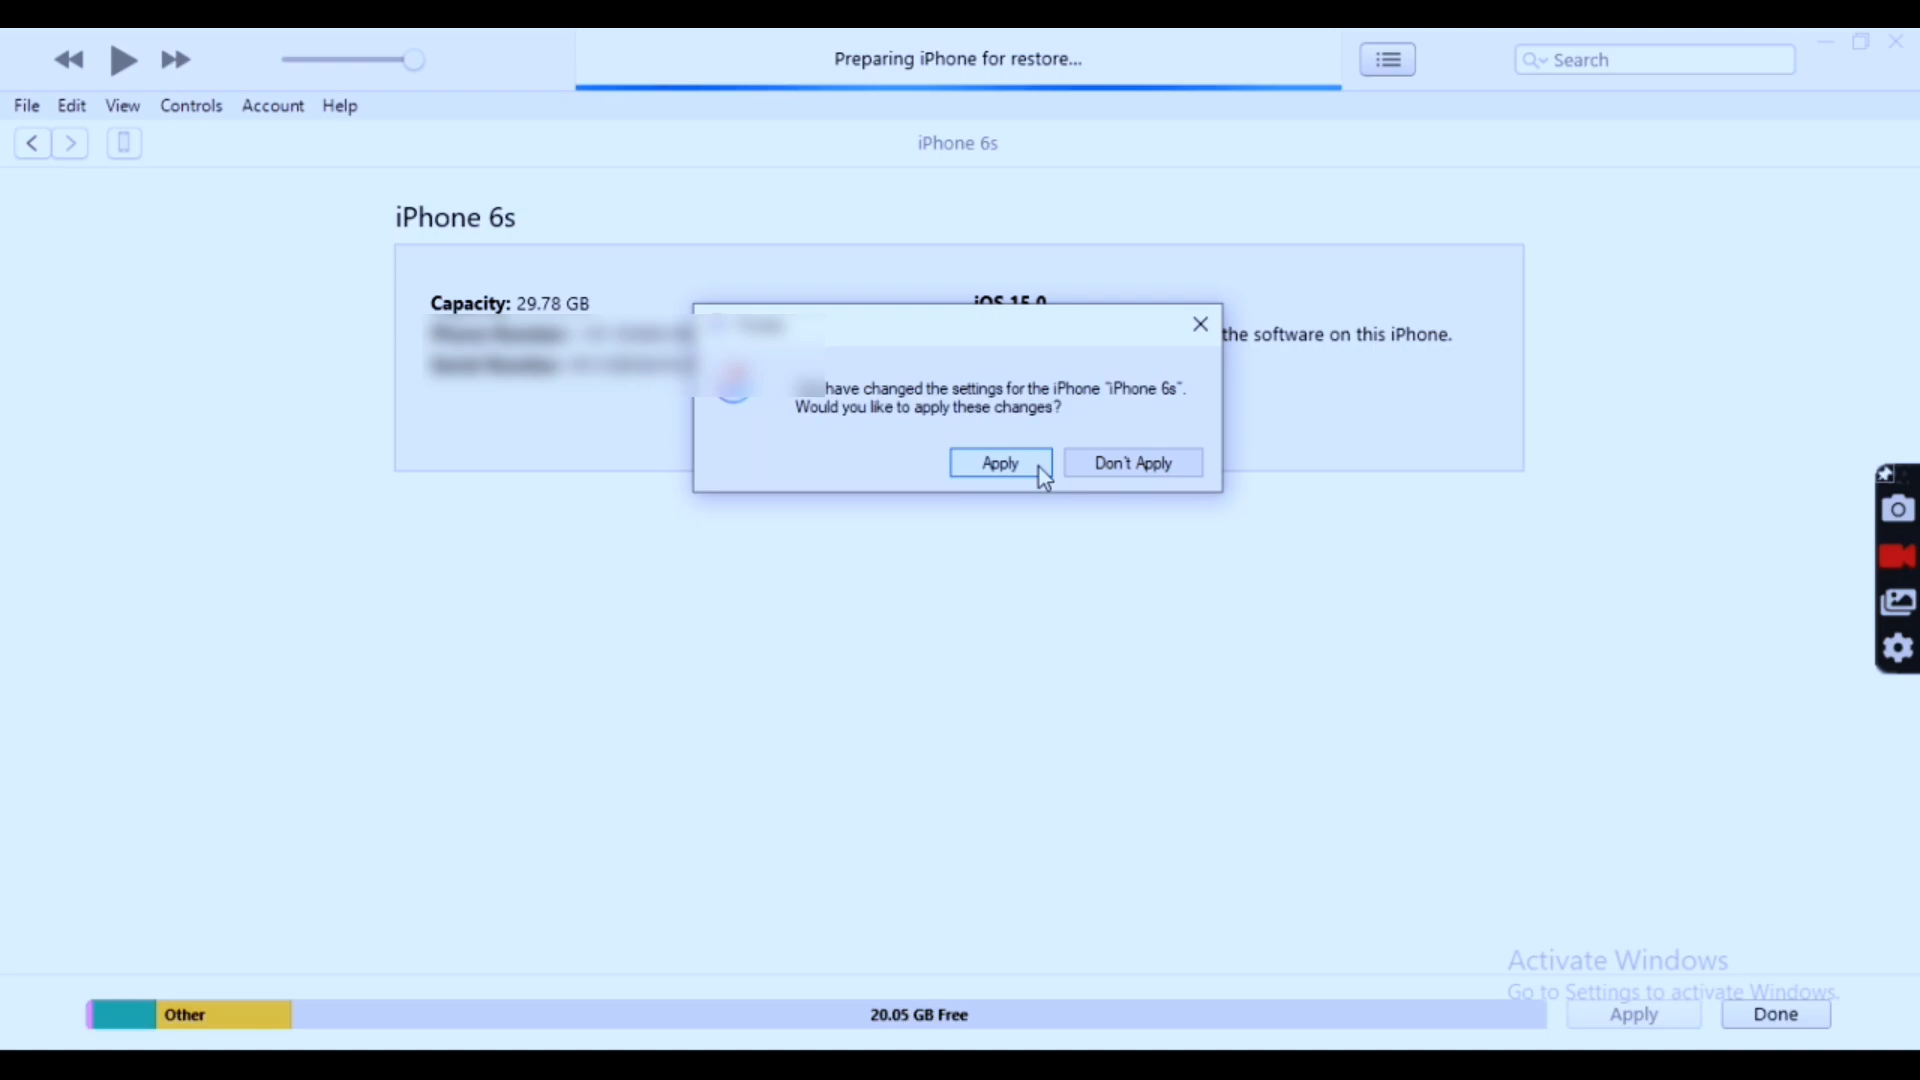 Preparing iPhone for restore...
Search
File Edit View Controls Account Help
iPhone 6s
iPhone 6s
Capacity: 29.78 GB
iOS 15.0
the software on this iPhone.
have changed the settings for the iPhone "iPhone 6s".
Would you like to apply these changes?
Apply
Don't Apply
Activate Windows
Go to Settings to activate Windows.
Other
20.05 GB Free
Apply
Done